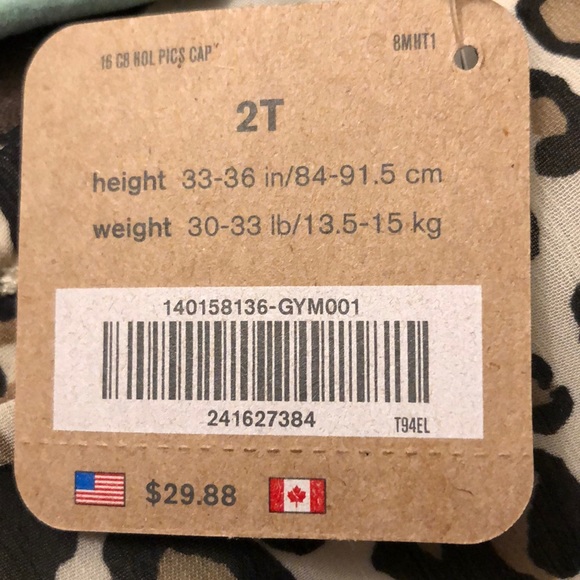 16 CB HOL PICS CAP
8MHT1
2T
height 33-36 in/84-91.5 cm
weight 30-33 lb/13.5-15 kg
140158136-GYM001
241627384
T94EL
$29.88